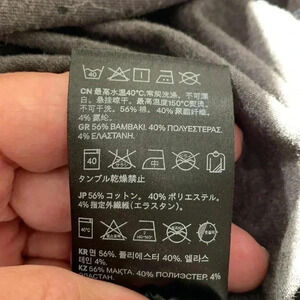 40
CN 最高水温40℃.常规洗涤. 不可漂
白. 悬挂晾干. 最高温度150℃熨烫.
不可干洗. 56% 棉. 40% 聚酯纤维.
4% 氨纶.
GR 56% ΒΑΜΒΑΚΙ. 40% ΠΟΛΥΕΣΤΕΡΑΣ.
4% ΕΛΑΣΤΑΝΗ.
40
タンブル乾燥禁止
JP 56% コットン. 40% ポリエステル.
4% 指定外繊維(エラスタン).
KR 면 56%. 폴리에스터 40%. 엘라스
테인 4%.
KZ 56% МАҚТА. 40% ПОЛИЭСТЕР. 4%